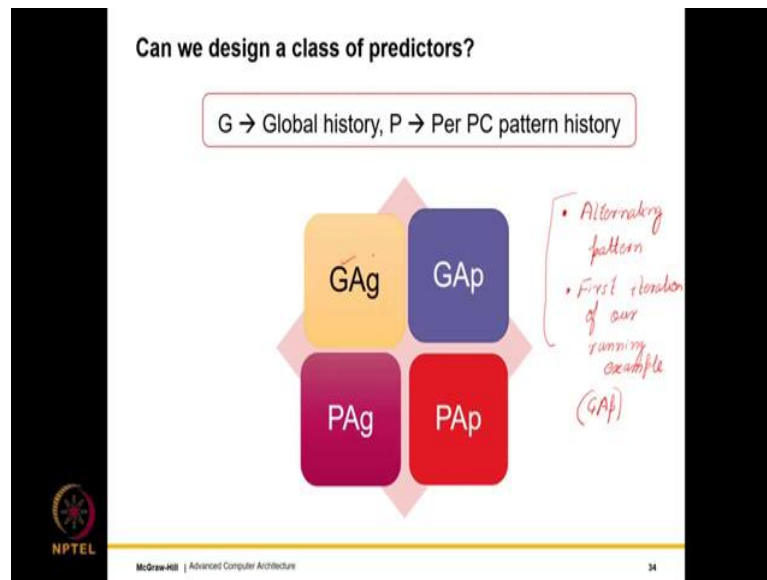 Can we design a class of predictors?
G → Global history, P → Per PC pattern history
GAg
GAp
PAg
PAp
• Alternating
pattern
• First iteration
of our
running
example
(GAp)
NPTEL
McGraw-Hill | Advanced Computer Architecture
34